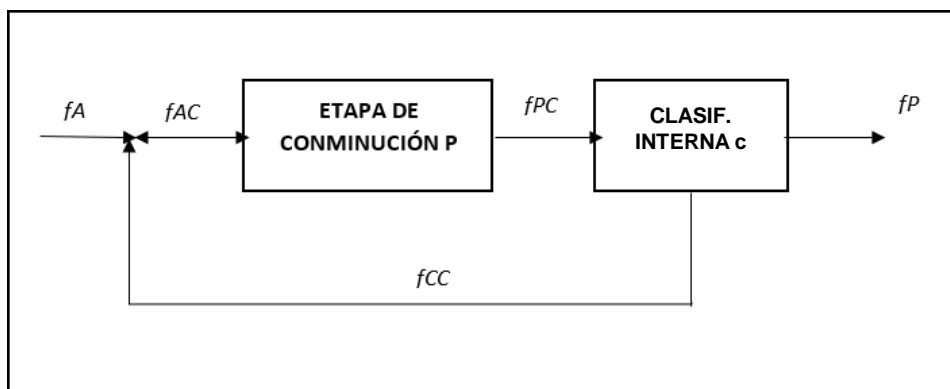 fA
fAC
ETAPA DE
CONMINUCIÓN P
fPC
CLASIF.
INTERNA c
fP
fCC